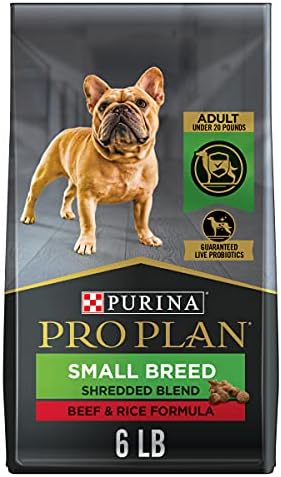 ADULT
UNDER 20 POUNDS
GUARANTEED
LIVE PROBIOTICS
PURINA
PRO PLAN
SMALL BREED
SHREDDED BLEND
BEEF & RICE FORMULA
6 LB